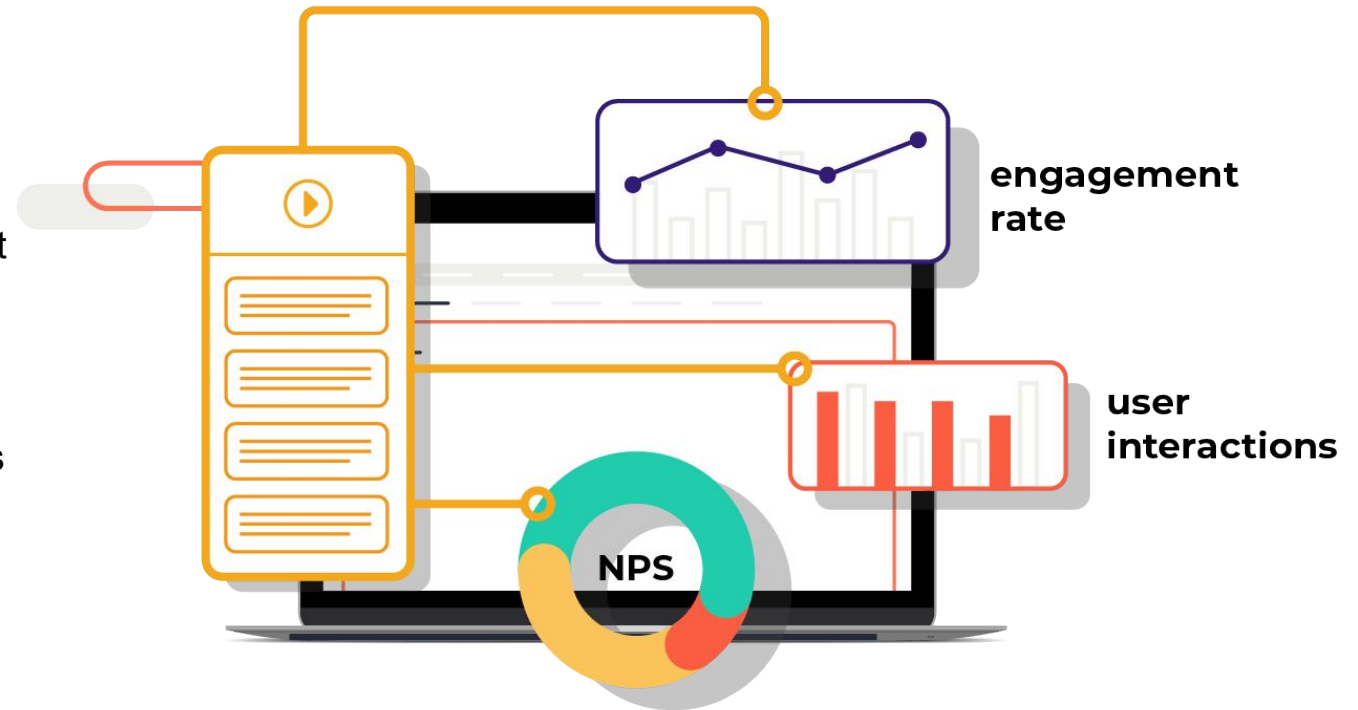 engagement
rate
t
user
interactions
s
NPS